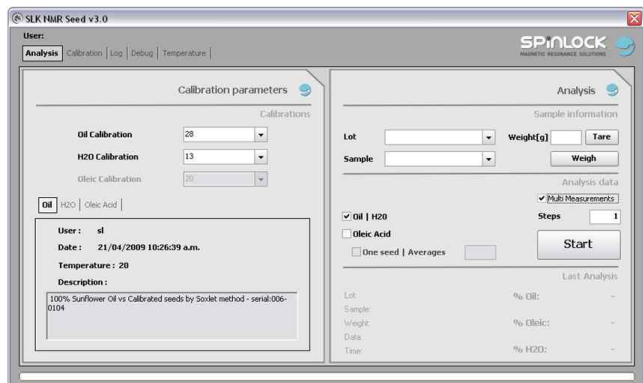 SLK NMR Seed v3.0
User:
Analysis Calibration Log Debug Temperature
SPINLOCK
MAGNETIC RESONANCE SOLUTIONS
Calibration parameters
Calibrations
Oil Calibration 28
H2O Calibration 13
Oleic Calibration 20
Oil H2O Oleic Acid
User : sl
Date : 21/04/2009 10:26:39 a.m.
Temperature : 20
Description :
100% Sunflower Oil vs Calibrated seeds by Soxlet method - serial:006-
0104
Analysis
Sample information
Lot Weight[g] Tare
Sample Weigh
Analysis data
Multi Measurements
Oil | H2O Steps 1
Oleic Acid
One seed | Averages
Start
Last Analysis
Lot: % Oil: -
Sample:
Weight: % Oleic: -
Data:
Time: % H2O: -